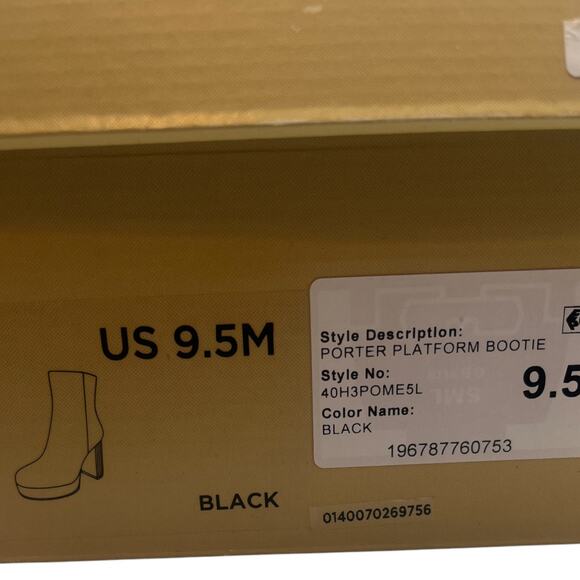 US 9.5M
BLACK
Style Description:
PORTER PLATFORM BOOTIE
Style No:
40H3POME5L
9.5
Color Name:
BLACK
196787760753
0140070269756